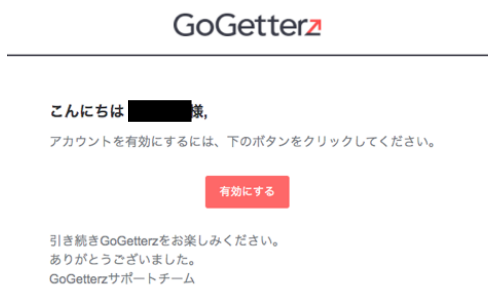 GoGetterz
こんにちは 様,
アカウントを有効にするには、下のボタンをクリックしてください。
有効にする
引き続きGoGetterzをお楽しみください。
ありがとうございました。
GoGetterzサポートチーム